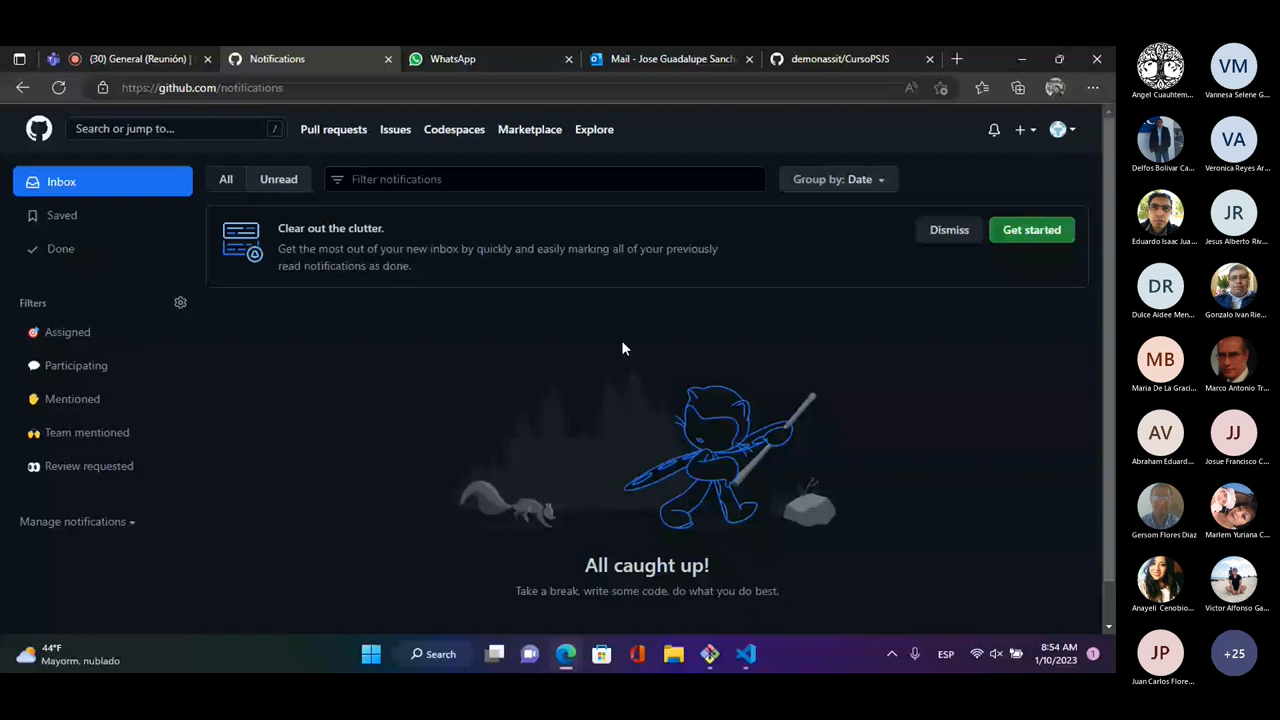 (30) General (Reunión) |
Notifications
WhatsApp
Mail - Jose Guadalupe Sanch
demonassit/CursoPSJS
https://github.com/notifications
Search or jump to...
/
Pull requests
Issues
Codespaces
Marketplace
Explore
Inbox
Saved
Done
Filters
Assigned
Participating
Mentioned
Team mentioned
Review requested
Manage notifications
All
Unread
Filter notifications
Group by: Date
Clear out the clutter.
Get the most out of your new inbox by quickly and easily marking all of your previously
read notifications as done.
Dismiss
Get started
All caught up!
Take a break, write some code, do what you do best.
44°F
Mayorm. nublado
Search
ESP
8:54 AM
1/10/2023
1
Angel Cuauhtem...
VM
Vannesa Selene G...
Delfos Bolivar Ca...
VA
Veronica Reyes Ar...
Eduardo Isaac Jua...
JR
Jesus Alberto Riv...
DR
Dulce Aidee Men...
Gonzalo Ivan Rie...
MB
Maria De La Graci...
Marco Antonio Tr...
AV
Abraham Eduard...
JJ
Josue Francisco C...
Gersom Flores Diaz
Marlem Yuriana C...
Anayeli Cenobio...
Victor Alfonso Ga...
JP
Juan Carlos Flore...
+25